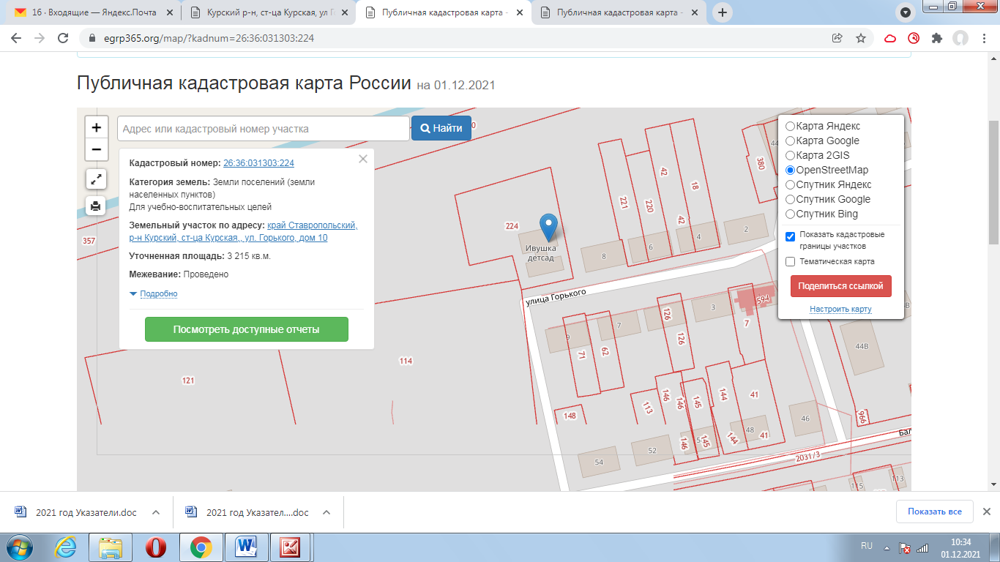 16 · Входящие — Яндекс.Почта
Курский р-н, ст-ца Курская, ул Г
Публичная кадастровая карта -
Публичная кадастровая карта -
egrp365.org/map/?kadnum=26:36:031303:224
Публичная кадастровая карта России на 01.12.2021
+
−
Адрес или кадастровый номер участка
Найти
Кадастровый номер: 26:36:031303:224
Категория земель: Земли поселений (земли
населенных пунктов)
Для учебно-воспитательных целей
Земельный участок по адресу: край Ставропольский,
р-н Курский, ст-ца Курская,, ул. Горького, дом 10
Уточненная площадь: 3 215 кв.м.
Межевание: Проведено
Подробно
Посмотреть доступные отчеты
Карта Яндекс
Карта Google
Карта 2GIS
OpenStreetMap
Спутник Яндекс
Спутник Google
Спутник Bing
Показать кадастровые
границы участков
Тематическая карта
Поделиться ссылкой
Настроить карту
0
44
380
42
18
221
220
42
224
Ивушка
детсад
357
8
6
4
2
улица Горького
594
3
126
7
7
9
126
71
62
44В
114
121
146
146
145
144
41
113
148
966
46
48
41
144
145
146
52
54
Бал
2031/3
115
113
2021 год Указатели.doc
2021 год Указател....doc
Показать все
RU
10:34
01.12.2021